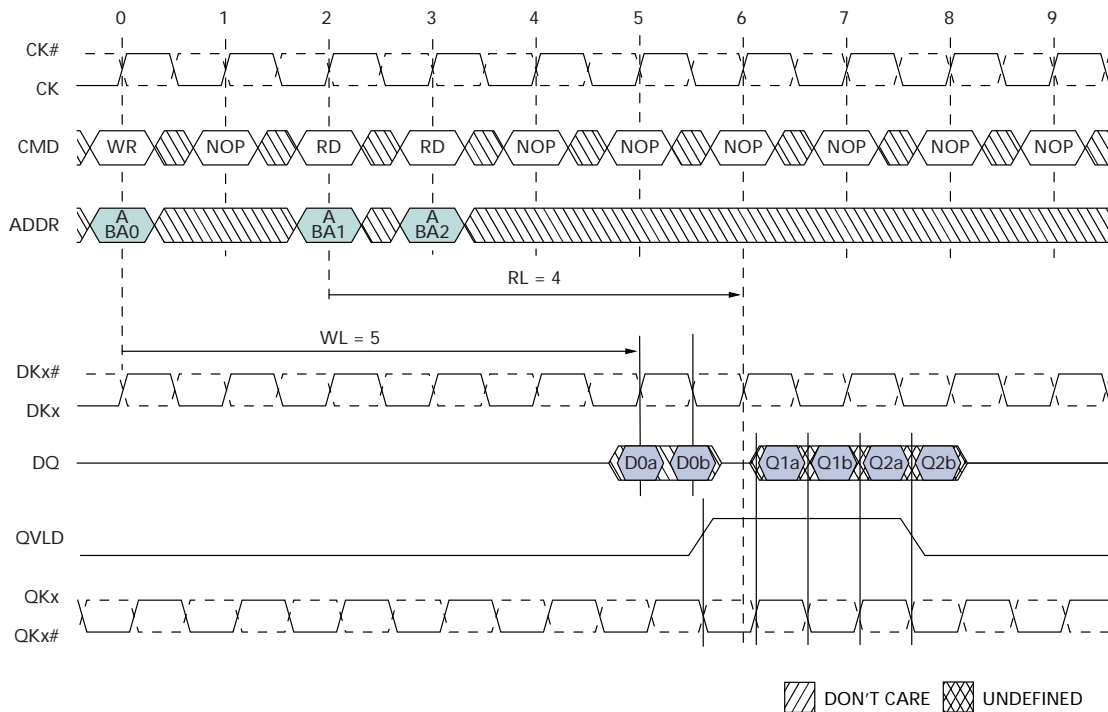 0 1 2 3 4 5 6 7 8 9
CK#
CK
CMD WR NOP RD RD NOP NOP NOP NOP NOP NOP
ADDR A BA0 A BA1 A BA2
RL = 4
WL = 5
DKx#
DKx
DQ D0a D0b Q1a Q1b Q2a Q2b
QVLD
QKx
QKx#
DON'T CARE UNDEFINED